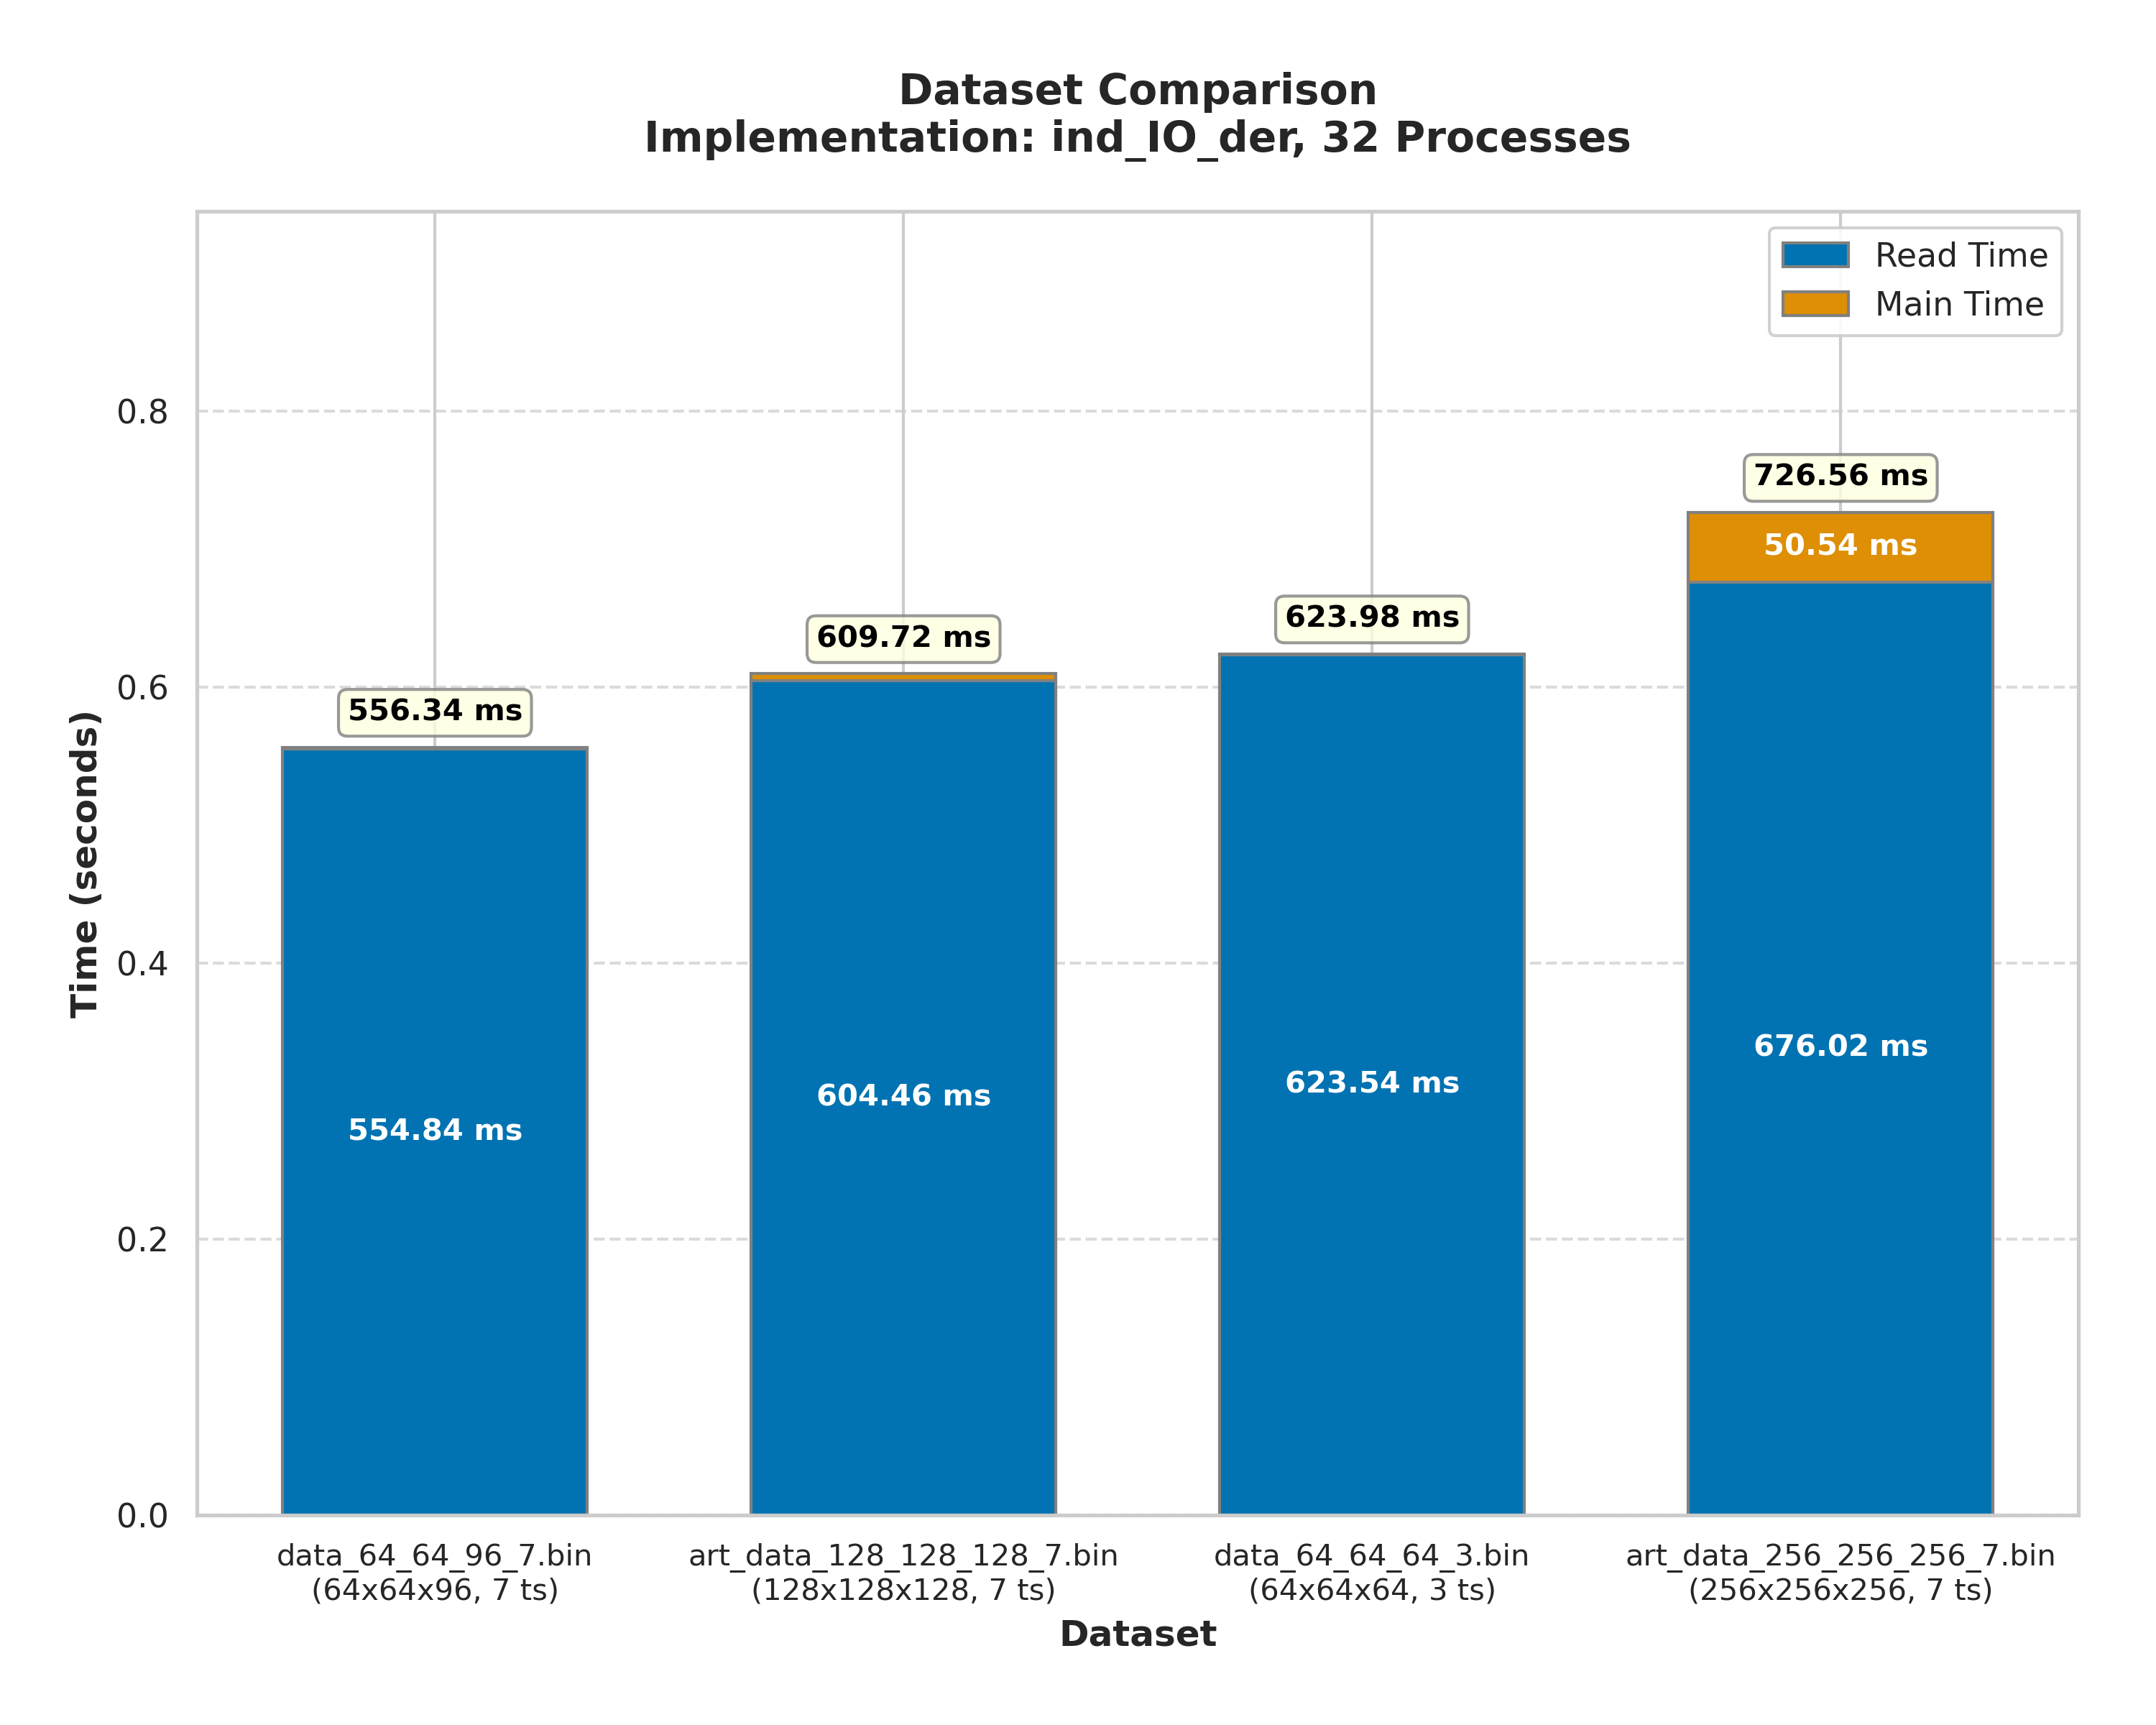 Dataset Comparison
Implementation: ind_IO_der, 32 Processes
Read Time
Main Time
Time (seconds)
0.8
0.6
0.4
0.2
0.0
556.34 ms
554.84 ms
609.72 ms
604.46 ms
623.98 ms
623.54 ms
726.56 ms
50.54 ms
676.02 ms
data_64_64_96_7.bin
(64x64x96, 7 ts)
art_data_128_128_128_7.bin
(128x128x128, 7 ts)
data_64_64_64_3.bin
(64x64x64, 3 ts)
art_data_256_256_256_7.bin
(256x256x256, 7 ts)
Dataset